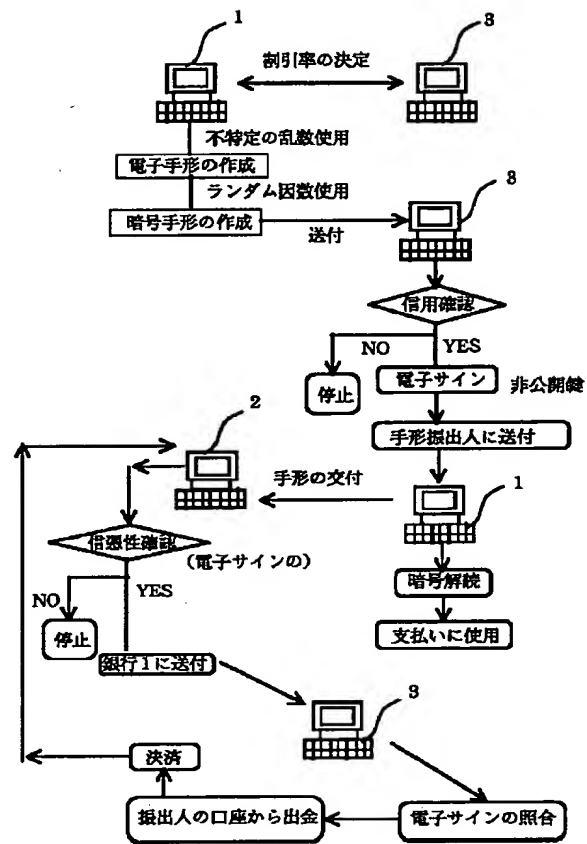 1
3
割引率の決定
不特定の乱数使用
電子手形の作成
ランダム因数使用
暗号手形の作成
送付
3
信用確認
NO
YES
停止
電子サイン
非公開鍵
手形振出人に送付
2
手形の交付
1
信憑性確認
(電子サインの)
NO
YES
停止
暗号解続
支払いに使用
銀行1に送付
3
決済
振出人の口座から出金
電子サインの照合